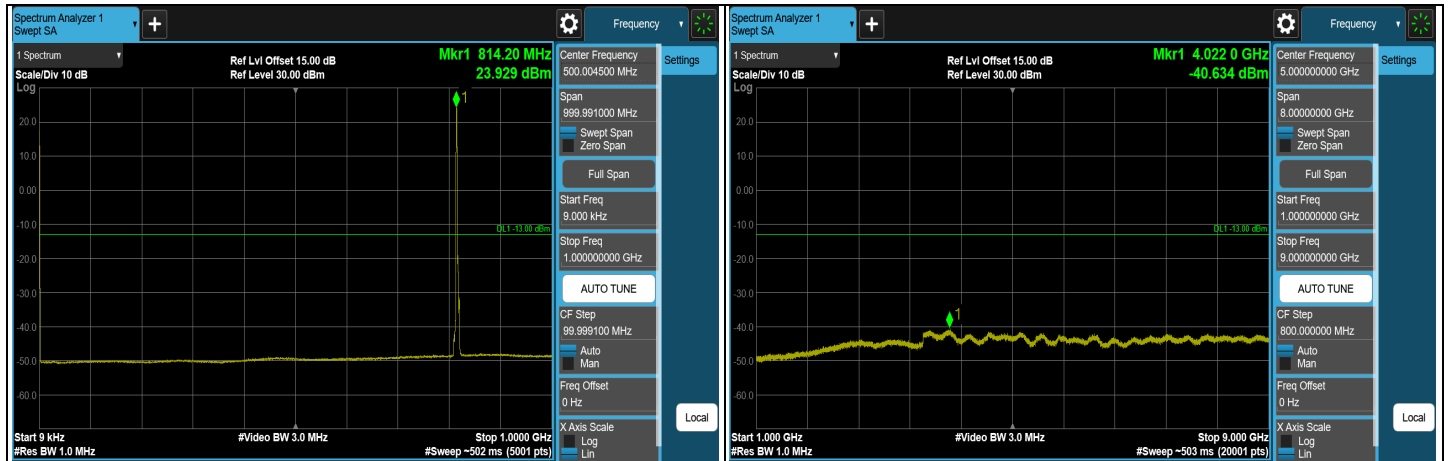 Spectrum Analyzer 1
Swept SA
+
Frequency
1 Spectrum
Ref Lvl Offset 15.00 dB
Mkr1 814.20 MHz
Scale/Div 10 dB
Ref Level 30.00 dBm
23.929 dBm
Log
1
20.0
10.0
0.00
-10.0
DL1 -13.00 dBm
-20.0
-30.0
-40.0
-50.0
-60.0
Start 9 kHz
#Video BW 3.0 MHz
Stop 1.0000 GHz
#Res BW 1.0 MHz
#Sweep ~502 ms (5001 pts)
Center Frequency
500.004500 MHz
Settings
Span
999.991000 MHz
Swept Span
Zero Span
Full Span
Start Freq
9.000 kHz
Stop Freq
1.000000000 GHz
AUTO TUNE
CF Step
99.999100 MHz
Auto
Man
Freq Offset
0 Hz
Local
X Axis Scale
Log
Lin
Spectrum Analyzer 1
Swept SA
+
Frequency
1 Spectrum
Ref Lvl Offset 15.00 dB
Mkr1 4.022 0 GHz
Scale/Div 10 dB
Ref Level 30.00 dBm
-40.634 dBm
Log
20.0
10.0
0.00
-10.0
DL1 -13.00 dBm
-20.0
-30.0
1
-40.0
-50.0
-60.0
Start 1.000 GHz
#Video BW 3.0 MHz
Stop 9.000 GHz
#Res BW 1.0 MHz
#Sweep ~503 ms (20001 pts)
Center Frequency
5.000000000 GHz
Settings
Span
8.00000000 GHz
Swept Span
Zero Span
Full Span
Start Freq
1.000000000 GHz
Stop Freq
9.000000000 GHz
AUTO TUNE
CF Step
800.000000 MHz
Auto
Man
Freq Offset
0 Hz
Local
X Axis Scale
Log
Lin